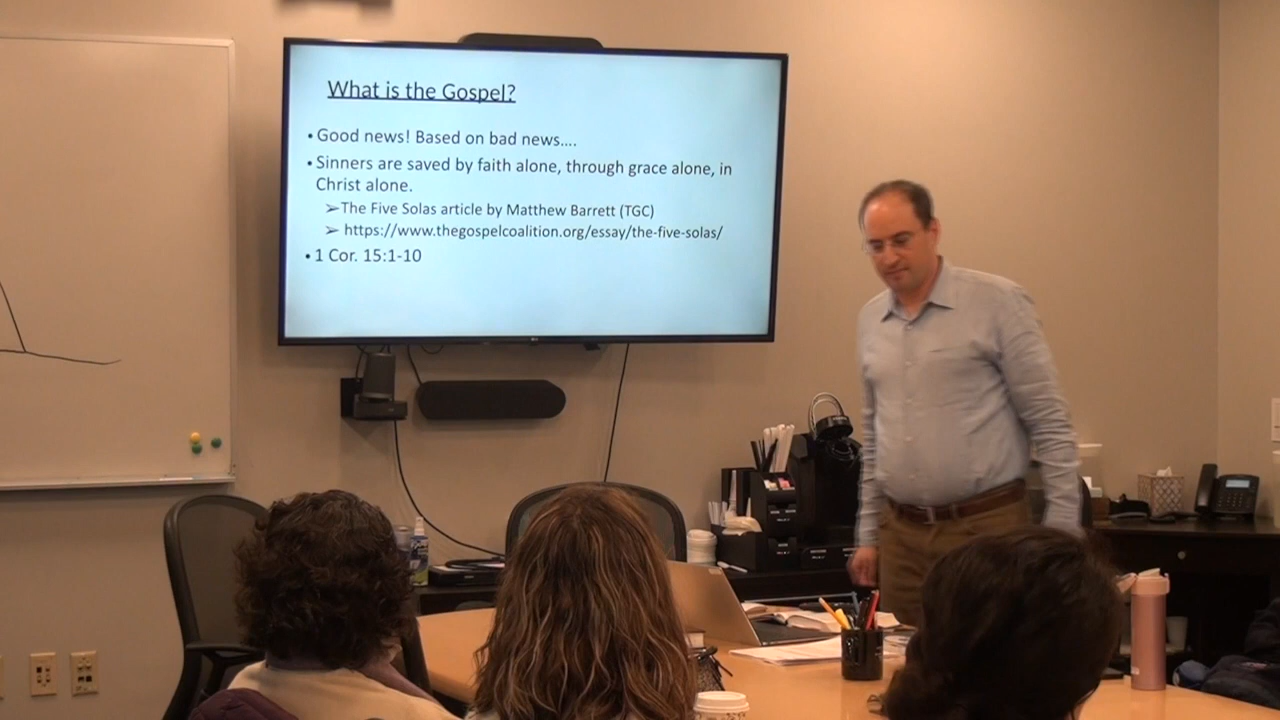 What is the Gospel?
• Good news! Based on bad news....
• Sinners are saved by faith alone, through grace alone, in
Christ alone.
➢The Five Solas article by Matthew Barrett (TGC)
➢ https://www.thegospelcoalition.org/essay/the-five-solas/
• 1 Cor. 15:1-10